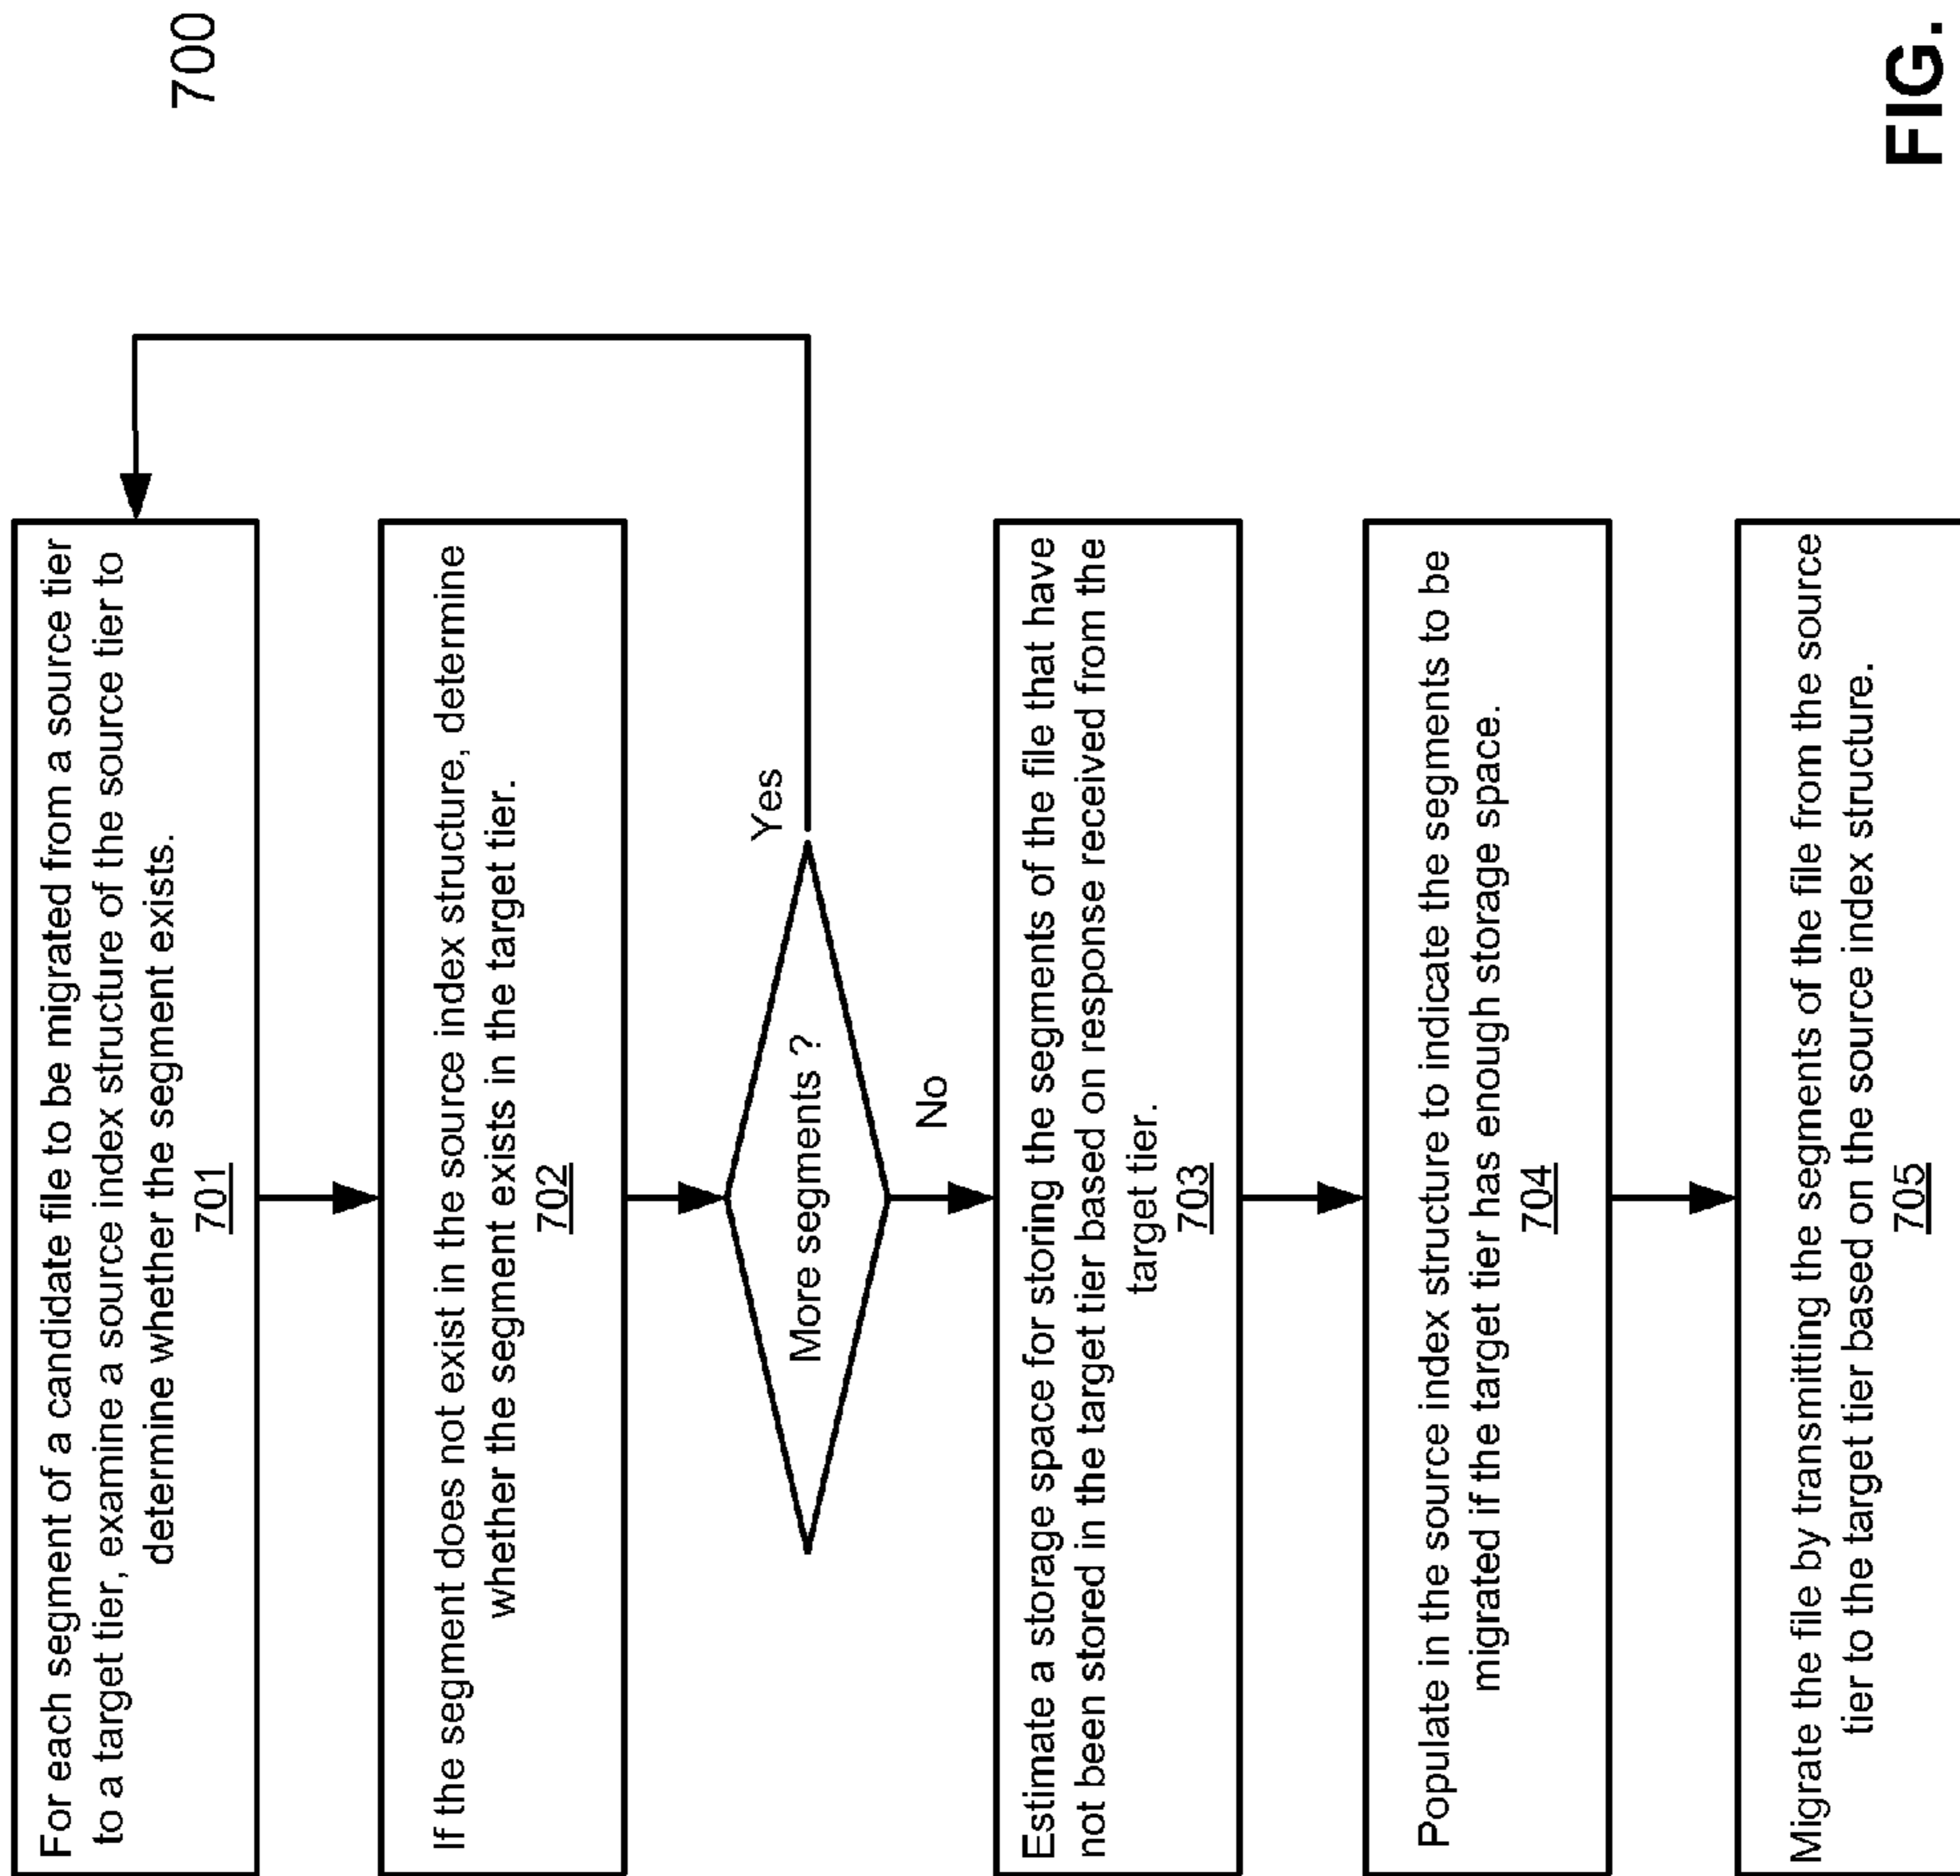 700
For each segment of a candidate file to be migrated from a source tier
to a target tier, examine a source index structure of the source tier to
determine whether the segment exists.
701
If the segment does not exist in the source index structure, determine
whether the segment exists in the target tier.
702
More segments ?
Yes
No
Estimate a storage space for storing the segments of the file that have
not been stored in the target tier based on response received from the
target tier.
703
Populate in the source index structure to indicate the segments to be
migrated if the target tier has enough storage space.
704
Migrate the file by transmitting the segments of the file from the source
tier to the target tier based on the source index structure.
705
FIG.